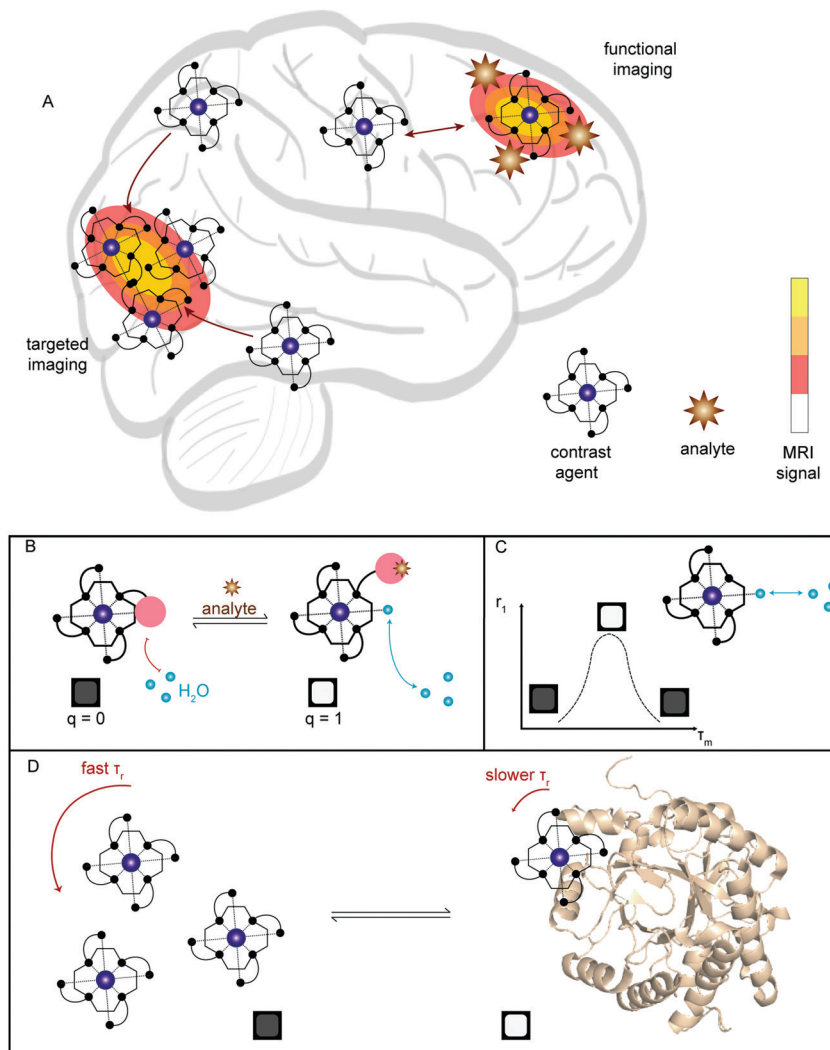 functional
imaging
A
targeted
imaging
contrast
agent
analyte
MRI
signal
B
analyte
H₂O
q = 0
q = 1
C
r₁
τₘ
D
fast τᵣ
slower τᵣ